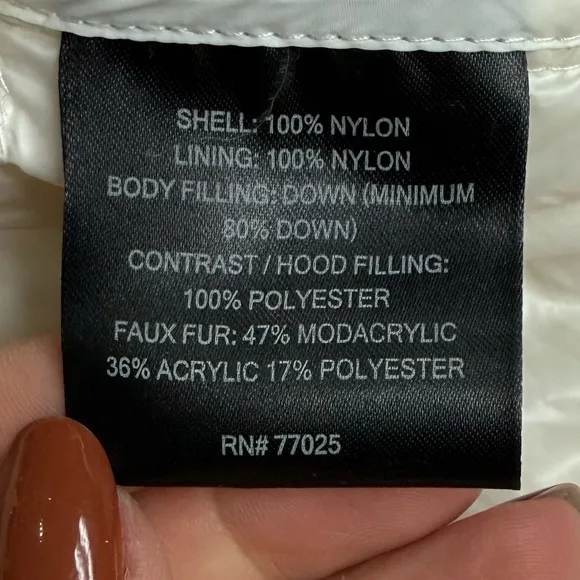 SHELL: 100% NYLON
LINING: 100% NYLON
BODY FILLING: DOWN (MINIMUM
80% DOWN)
CONTRAST / HOOD FILLING:
100% POLYESTER
FAUX FUR: 47% MODACRYLIC
36% ACRYLIC 17% POLYESTER
RN# 77025